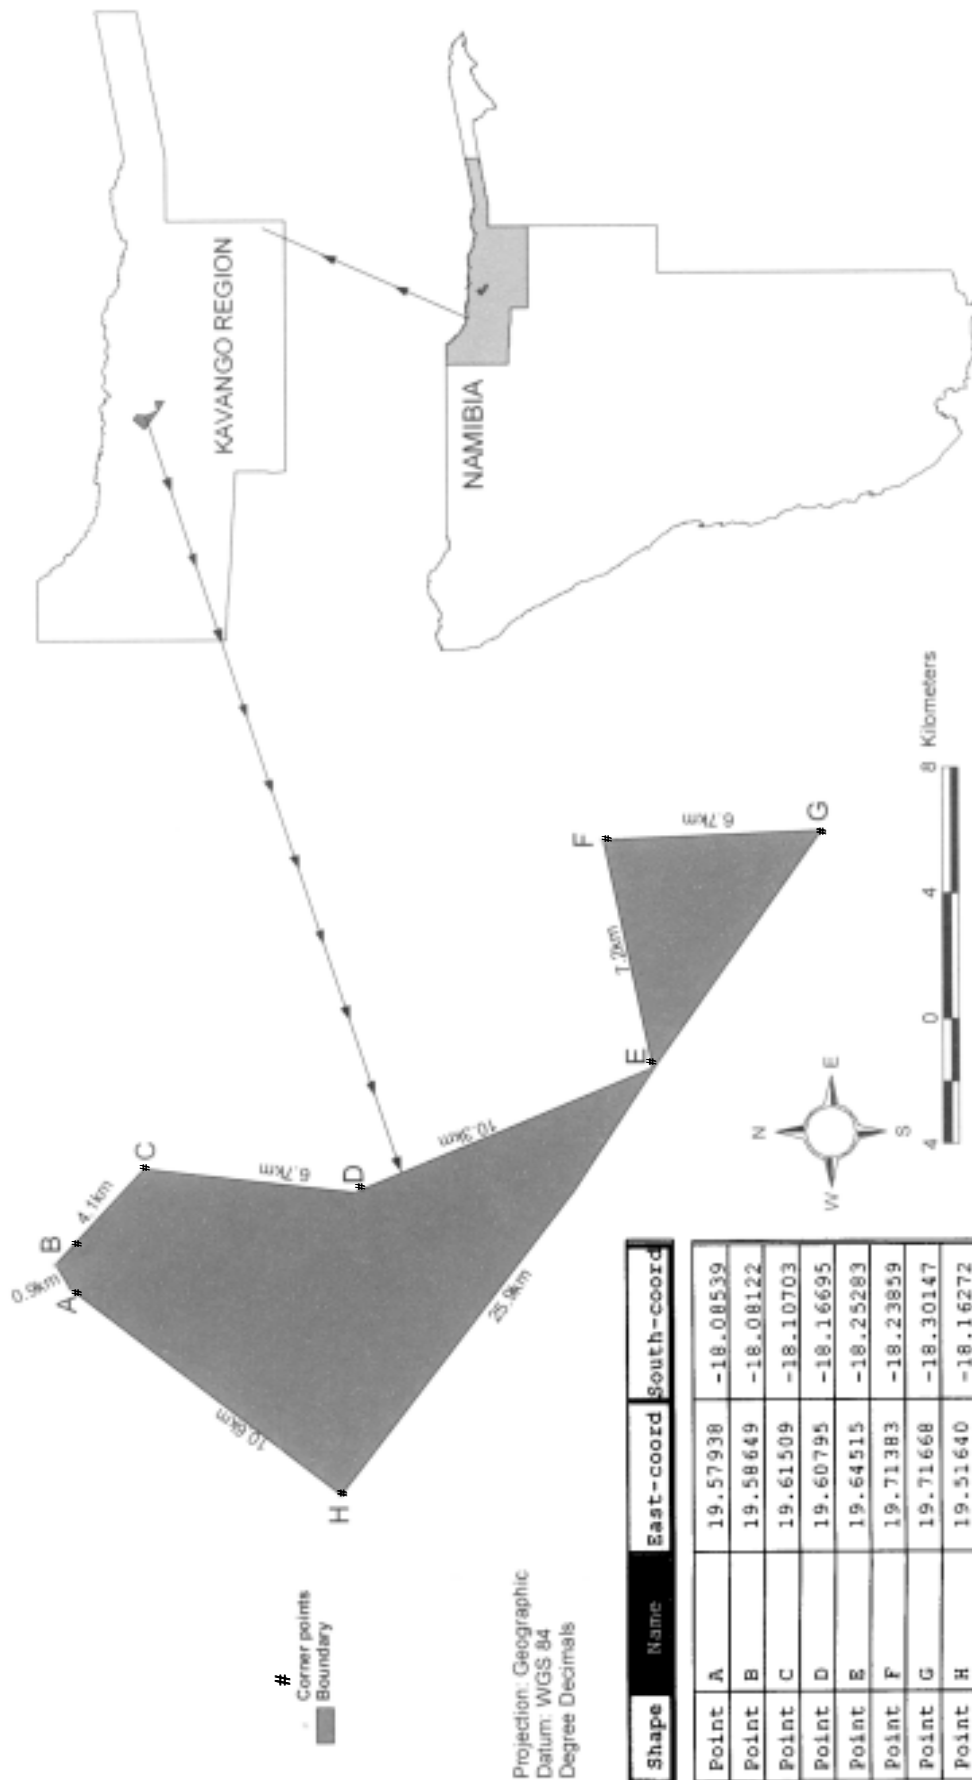 KAVANGO REGION
NAMIBIA
A
0.9km
B
4.1km
C
6.7km
D
10.3km
E
7.2km
F
6.7km
G
25.9km
H
10.6km
# Corner points
Boundary
Projection: Geographic
Datum: WGS 84
Degree Decimals
N
W E
S
4 0 4 8 Kilometers
Shape Name East-coord South-coord
Point A 19.57938 -18.08539
Point B 19.58649 -18.08122
Point C 19.61509 -18.10703
Point D 19.60795 -18.16695
Point E 19.64515 -18.25283
Point F 19.71383 -18.23859
Point G 19.71668 -18.30147
Point H 19.51640 -18.16272